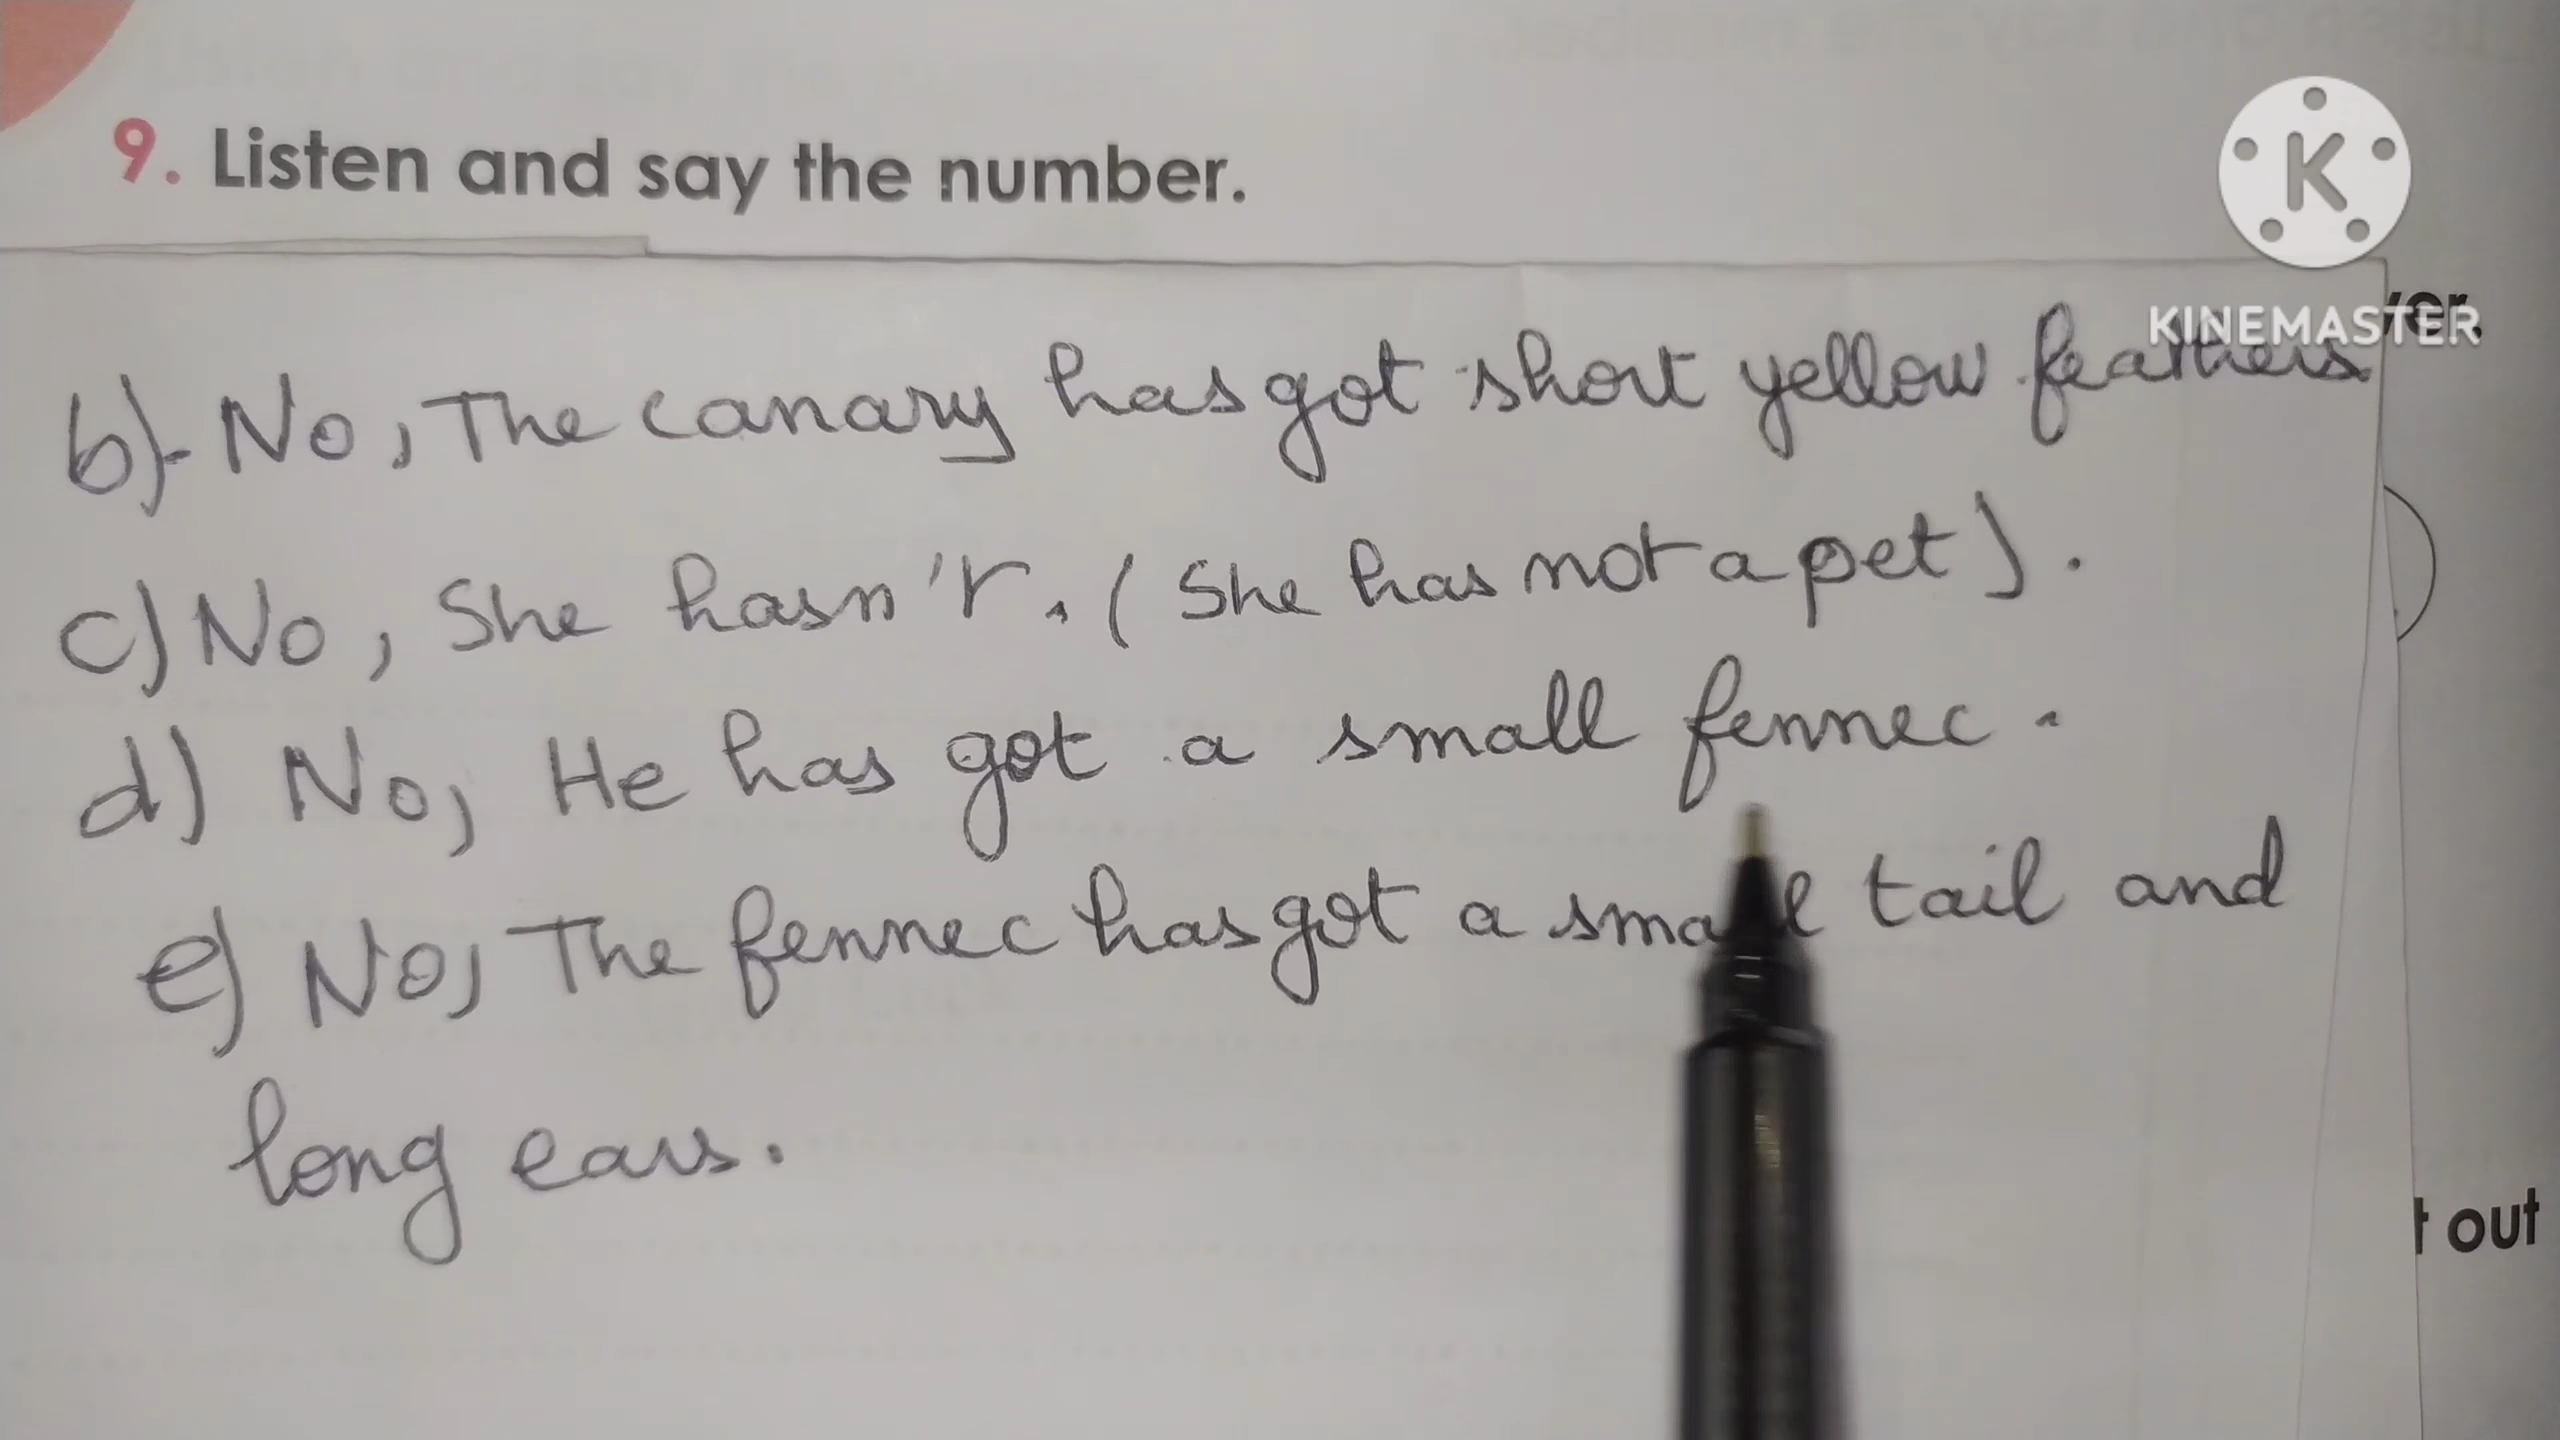 9. Listen and say the number.
K
KINEMASTER
b)- No, The canary has got short yellow feathers
c) No, She hasn't. (She has not a pet).
d) No, He has got a small fennec.
e) No, The fennec has got a small tail and
long ears.
t out